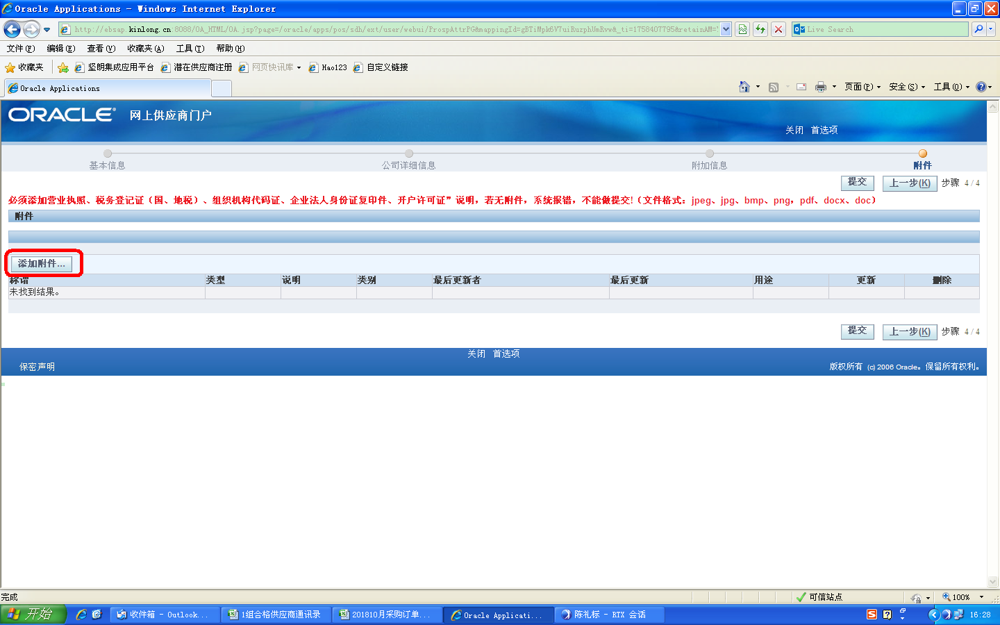 Oracle Applications - Windows Internet Explorer
http://ebsap.kinlong.cn:8088/OA_HTML/OA.jsp?page=/oracle/apps/pos/sdh/ext/user/webui/ProspAttrPG&mappingId=gBTiMpk6V7uiRuzphUmRvw&_ti=1758407795&retainAM= Live Search
文件(F) 编辑(E) 查看(V) 收藏夹(A) 工具(T) 帮助(H)
收藏夹 坚朗集成应用平台 潜在供应商注册 网页快讯库 Hao123 自定义链接
Oracle Applications 页面(P) 安全(S) 工具(O)
ORACLE® 网上供应商门户
关闭 首选项
基本信息 公司详细信息 附加信息 附件
提交 上一步(K) 步骤 4 / 4
必须添加营业执照、税务登记证（国、地税）、组织机构代码证、企业法人身份证复印件、开户许可证”说明，若无附件，系统报错，不能做提交!（文件格式：jpeg、jpg、bmp、png，pdf、docx、doc）
附件
添加附件...
称谓 类型 说明 类别 最后更新者 最后更新 用途 更新 删除
未找到结果。
提交 上一步(K) 步骤 4 / 4
关闭 首选项
保密声明 版权所有 (c) 2006 Oracle。保留所有权利。
完成 可信站点 100%
开始 收件箱 - Outlook... 1组合格供应商通讯录 201810月采购订单... Oracle Applicati... 陈礼标 - RTX 会话 16:28